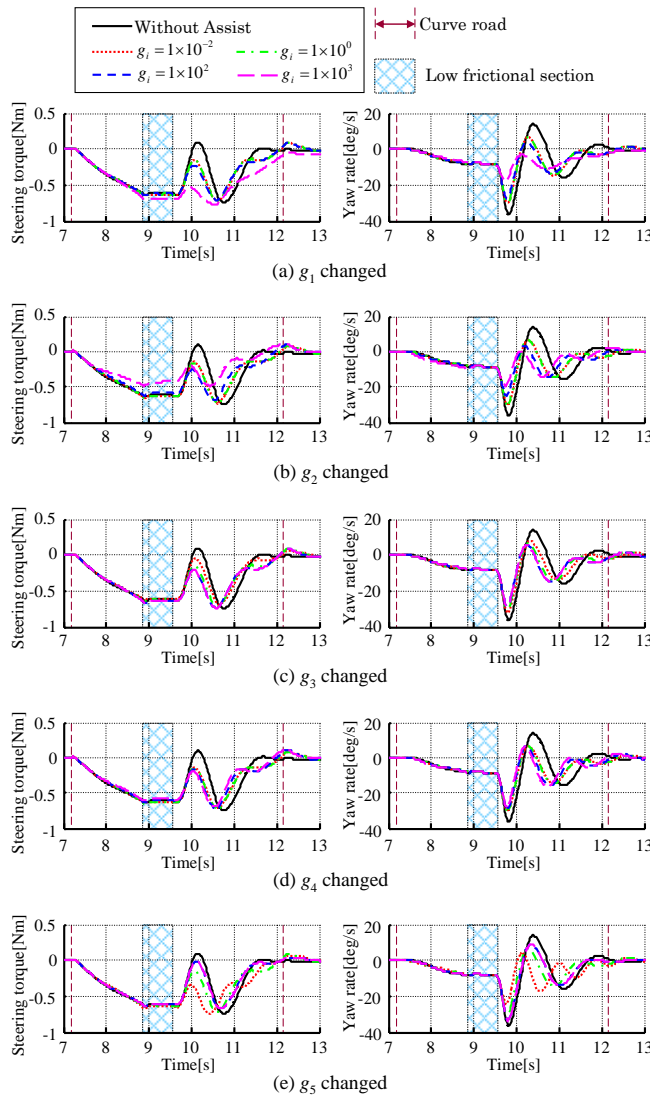 Without Assist
g_i = 1×10^-2
g_i = 1×10^0
g_i = 1×10^2
g_i = 1×10^3
Curve road
Low frictional section
Steering torque[Nm]
0.5
0
-0.5
-1
7 8 9 10 11 12 13
Time[s]
Yaw rate[deg/s]
20
0
-20
-40
7 8 9 10 11 12 13
Time[s]
(a) g_1 changed
Steering torque[Nm]
0.5
0
-0.5
-1
7 8 9 10 11 12 13
Time[s]
Yaw rate[deg/s]
20
0
-20
-40
7 8 9 10 11 12 13
Time[s]
(b) g_2 changed
Steering torque[Nm]
0.5
0
-0.5
-1
7 8 9 10 11 12 13
Time[s]
Yaw rate[deg/s]
20
0
-20
-40
7 8 9 10 11 12 13
Time[s]
(c) g_3 changed
Steering torque[Nm]
0.5
0
-0.5
-1
7 8 9 10 11 12 13
Time[s]
Yaw rate[deg/s]
20
0
-20
-40
7 8 9 10 11 12 13
Time[s]
(d) g_4 changed
Steering torque[Nm]
0.5
0
-0.5
-1
7 8 9 10 11 12 13
Time[s]
Yaw rate[deg/s]
20
0
-20
-40
7 8 9 10 11 12 13
Time[s]
(e) g_5 changed